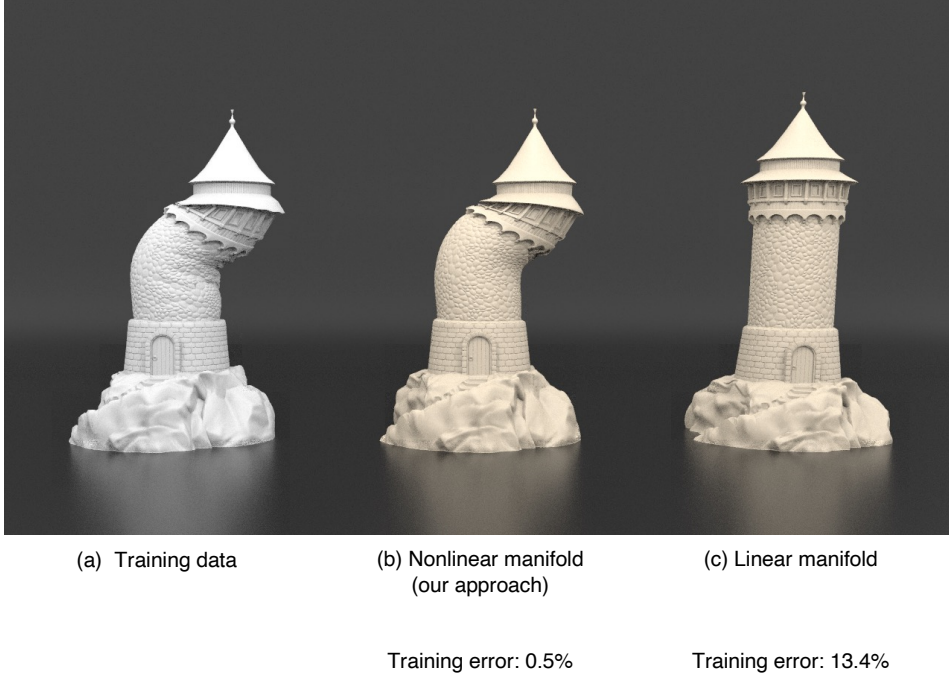 (a) Training data
(b) Nonlinear manifold
(our approach)
(c) Linear manifold
Training error: 0.5%
Training error: 13.4%